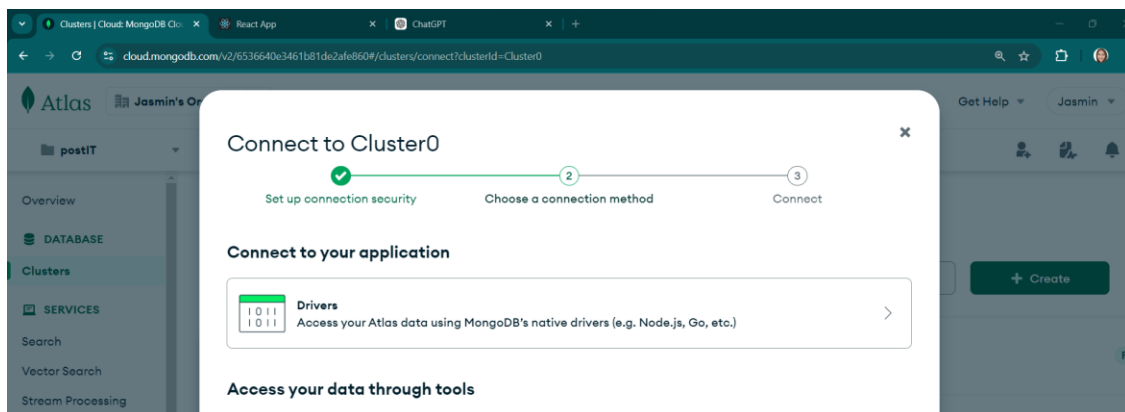 Clusters | Cloud: MongoDB Clo
React App
ChatGPT
cloud.mongodb.com/v2/6536640e3461b81de2afe860#/clusters/connect?clusterId=Cluster0
Atlas
Jasmin's Or
Get Help
Jasmin
postIT
Connect to Cluster0
2
3
Set up connection security
Choose a connection method
Connect
Overview
DATABASE
Connect to your application
Clusters
+ Create
Drivers
SERVICES
Access your Atlas data using MongoDB's native drivers (e.g. Node.js, Go, etc.)
Search
Vector Search
Access your data through tools
Stream Processing